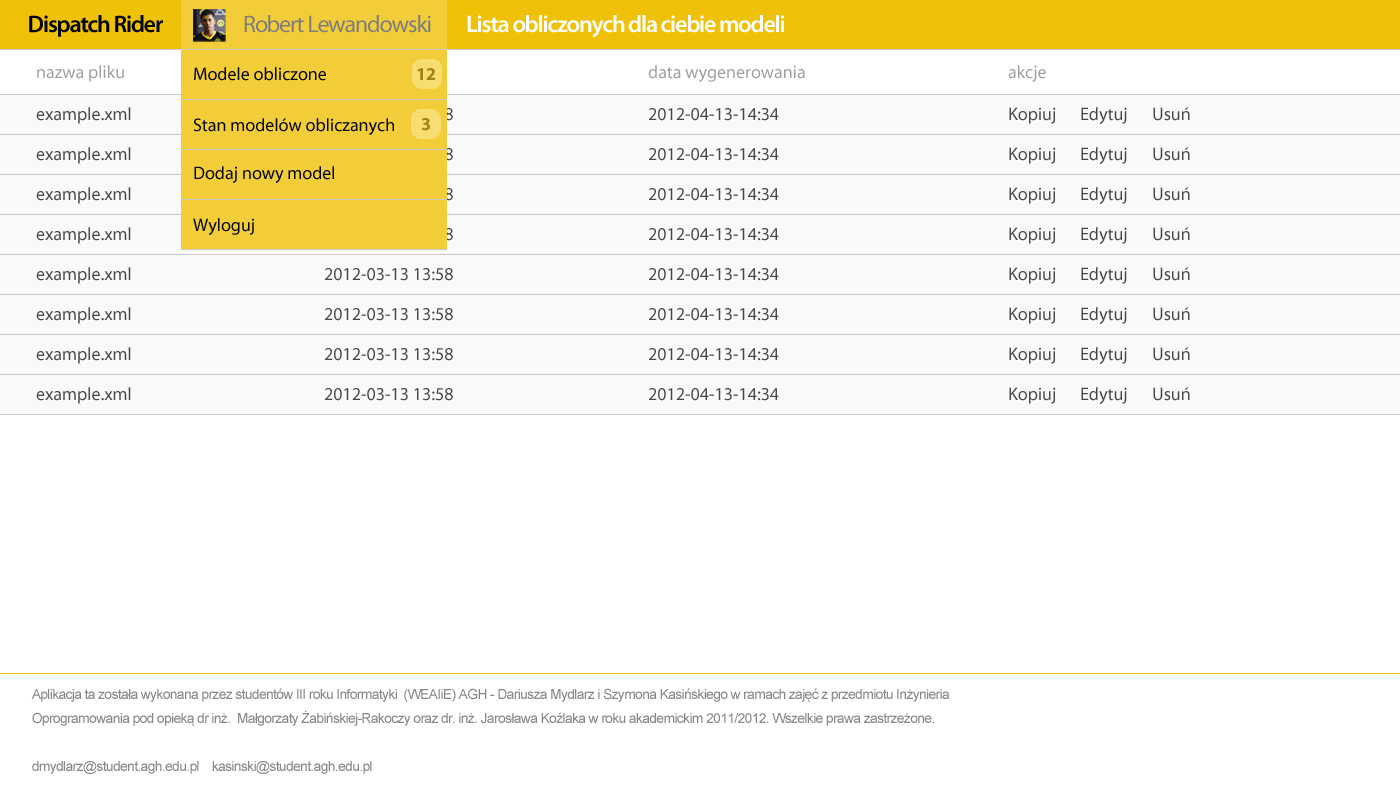 Dispatch Rider Robert Lewandowski Lista obliczonych dla ciebie modeli
nazwa pliku data wygenerowania akcje
Modele obliczone 12
example.xml 8 2012-04-13-14:34 Kopiuj Edytuj Usuń
Stan modelów obliczanych 3
example.xml 8 2012-04-13-14:34 Kopiuj Edytuj Usuń
Dodaj nowy model
example.xml 8 2012-04-13-14:34 Kopiuj Edytuj Usuń
Wyloguj
example.xml 8 2012-04-13-14:34 Kopiuj Edytuj Usuń
example.xml 2012-03-13 13:58 2012-04-13-14:34 Kopiuj Edytuj Usuń
example.xml 2012-03-13 13:58 2012-04-13-14:34 Kopiuj Edytuj Usuń
example.xml 2012-03-13 13:58 2012-04-13-14:34 Kopiuj Edytuj Usuń
example.xml 2012-03-13 13:58 2012-04-13-14:34 Kopiuj Edytuj Usuń
Aplikacja ta została wykonana przez studentów III roku Informatyki (WEAIiE) AGH - Dariusza Mydlarz i Szymona Kasińskiego w ramach zajęć z przedmiotu Inżynieria
Oprogramowania pod opieką dr inż. Małgorzaty Żabińskiej-Rakoczy oraz dr. inż. Jarosława Koźlaka w roku akademickim 2011/2012. Wszelkie prawa zastrzeżone.
dmydlarz@student.agh.edu.pl kasinski@student.agh.edu.pl